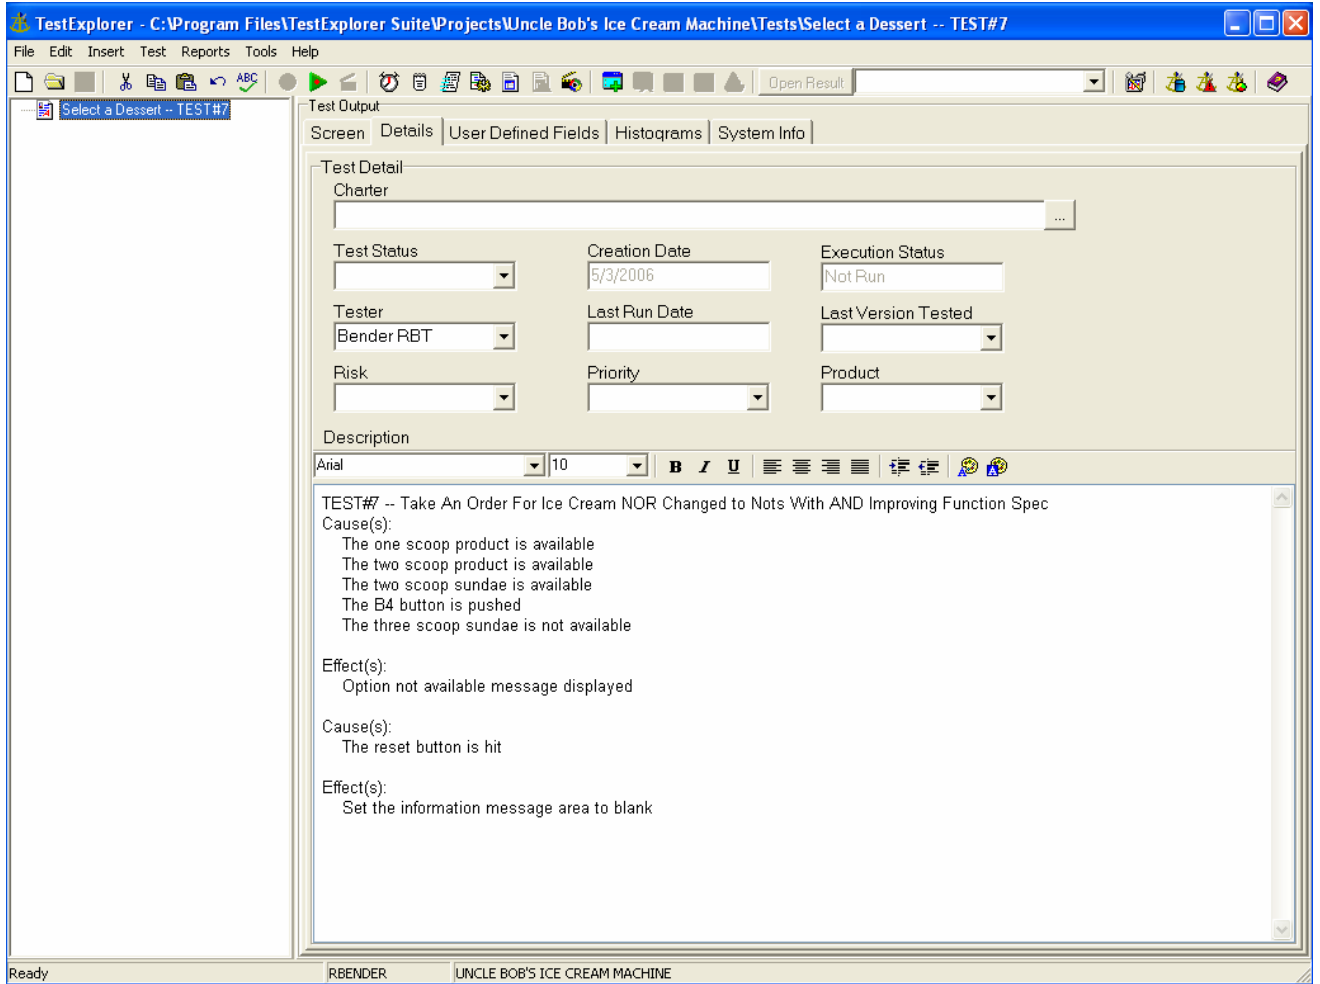 TestExplorer - C:\Program Files\TestExplorer Suite\Projects\Uncle Bob's Ice Cream Machine\Tests\Select a Dessert -- TEST#7
File Edit Insert Test Reports Tools Help
ABC Open Result
Select a Dessert -- TEST#7
Test Output
Screen Details User Defined Fields Histograms System Info
Test Detail
Charter
...
Test Status Creation Date Execution Status
5/3/2006 Not Run
Tester Last Run Date Last Version Tested
Bender RBT
Risk Priority Product
Description
Arial 10 B I U
TEST#7 -- Take An Order For Ice Cream NOR Changed to Nots With AND Improving Function Spec
Cause(s):
The one scoop product is available
The two scoop product is available
The two scoop sundae is available
The B4 button is pushed
The three scoop sundae is not available
Effect(s):
Option not available message displayed
Cause(s):
The reset button is hit
Effect(s):
Set the information message area to blank
Ready RBENDER UNCLE BOB'S ICE CREAM MACHINE